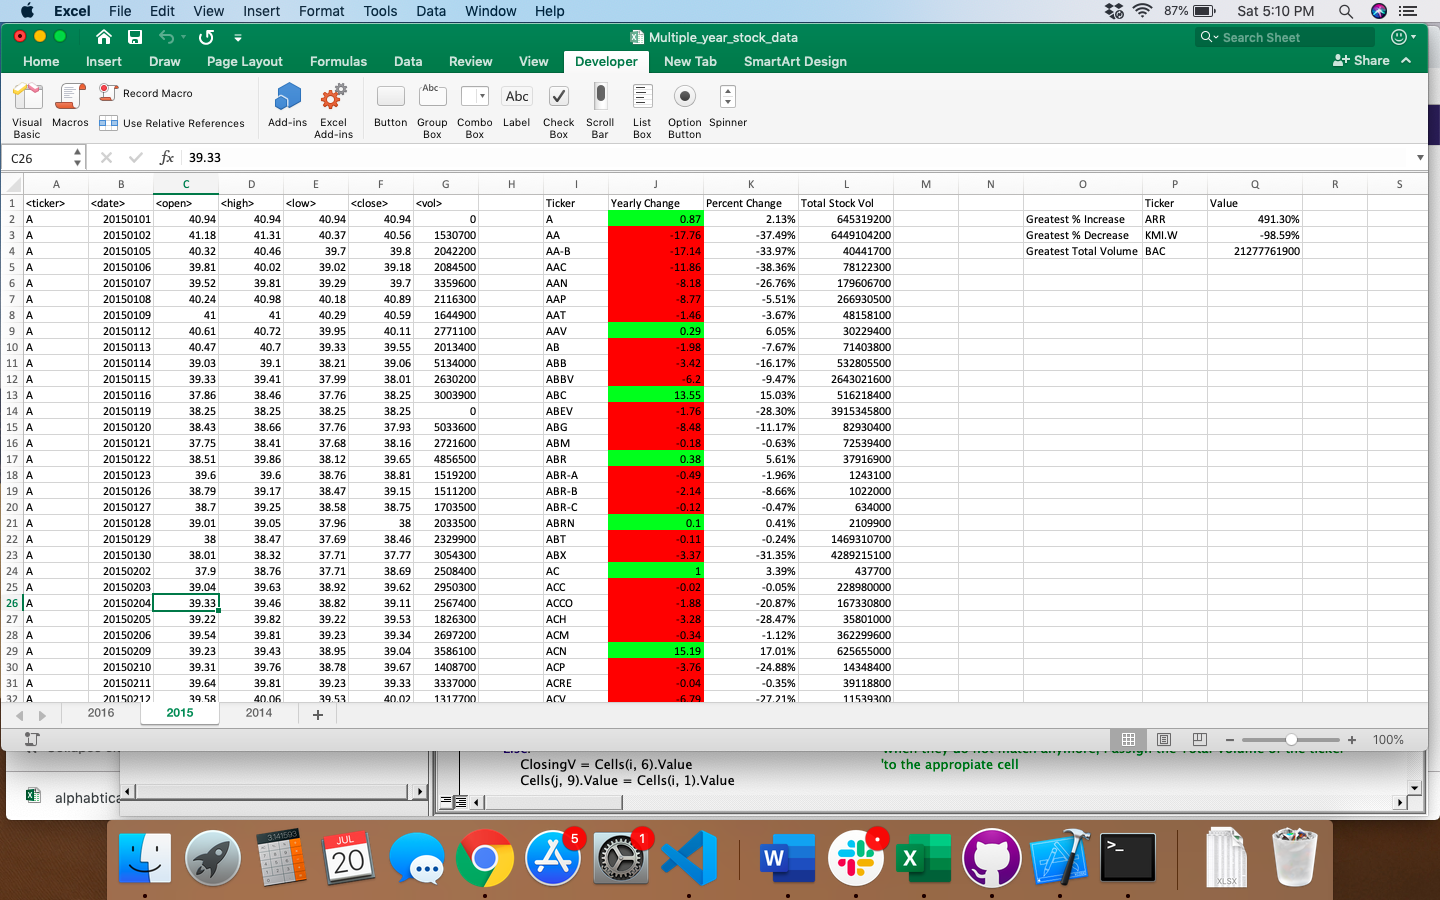 Excel File Edit View Insert Format Tools Data Window Help 87% Sat 5:10 PM
Multiple_year_stock_data
Search Sheet
Home Insert Draw Page Layout Formulas Data Review View Developer New Tab SmartArt Design Share
Visual Basic Macros Record Macro Use Relative References Add-ins Excel Add-ins Button Group Box Combo Box Label Check Box Scroll Bar List Box Option Button Spinner
Abc Abc
C26 fx 39.33
A B C D E F G H I J K L M N O P Q R S
1 <ticker> <date> <open> <high> <low> <close> <vol> Ticker Yearly Change Percent Change Total Stock Vol Ticker Value
2 A 20150101 40.94 40.94 40.94 40.94 0 A 0.87 2.13% 645319200 Greatest % Increase ARR 491.30%
3 A 20150102 41.18 41.31 40.37 40.56 1530700 AA -17.76 -37.49% 6449104200 Greatest % Decrease KMI.W -98.59%
4 A 20150105 40.32 40.46 39.7 39.8 2042200 AA-B -17.14 -33.97% 40441700 Greatest Total Volume BAC 21277761900
5 A 20150106 39.81 40.02 39.02 39.18 2084500 AAC -11.86 -38.36% 78122300
6 A 20150107 39.52 39.81 39.29 39.7 3359600 AAN -8.18 -26.76% 179606700
7 A 20150108 40.24 40.98 40.18 40.89 2116300 AAP -8.77 -5.51% 266930500
8 A 20150109 41 41 40.29 40.59 1644900 AAT -1.46 -3.67% 48158100
9 A 20150112 40.61 40.72 39.95 40.11 2771100 AAV 0.29 6.05% 30229400
10 A 20150113 40.47 40.7 39.33 39.55 2013400 AB -1.98 -7.67% 71403800
11 A 20150114 39.03 39.1 38.21 39.06 5134000 ABB -3.42 -16.17% 532805500
12 A 20150115 39.33 39.41 37.99 38.01 2630200 ABBV -6.2 -9.47% 2643021600
13 A 20150116 37.86 38.46 37.76 38.25 3003900 ABC 13.55 15.03% 516218400
14 A 20150119 38.25 38.25 38.25 38.25 0 ABEV -1.76 -28.30% 3915345800
15 A 20150120 38.43 38.66 37.76 37.93 5033600 ABG -8.48 -11.17% 82930400
16 A 20150121 37.75 38.41 37.68 38.16 2721600 ABM -0.18 -0.63% 72539400
17 A 20150122 38.51 39.86 38.12 39.65 4856500 ABR 0.38 5.61% 37916900
18 A 20150123 39.6 39.6 38.76 38.81 1519200 ABR-A -0.49 -1.96% 1243100
19 A 20150126 38.79 39.17 38.47 39.15 1511200 ABR-B -2.14 -8.66% 1022000
20 A 20150127 38.7 39.25 38.58 38.75 1703500 ABR-C -0.12 -0.47% 634000
21 A 20150128 39.01 39.05 37.96 38 2033500 ABRN 0.1 0.41% 2109900
22 A 20150129 38 38.47 37.69 38.46 2329900 ABT -0.11 -0.24% 1469310700
23 A 20150130 38.01 38.32 37.71 37.77 3054300 ABX -3.37 -31.35% 4289215100
24 A 20150202 37.9 38.76 37.71 38.69 2508400 AC 1 3.39% 437700
25 A 20150203 39.04 39.63 38.92 39.62 2950300 ACC -0.02 -0.05% 228980000
26 A 20150204 39.33 39.46 38.82 39.11 2567400 ACCO -1.88 -20.87% 167330800
27 A 20150205 39.22 39.82 39.22 39.53 1826300 ACH -3.28 -28.47% 35801000
28 A 20150206 39.54 39.81 39.23 39.34 2697200 ACM -0.34 -1.12% 362299600
29 A 20150209 39.23 39.43 38.95 39.04 3586100 ACN 15.19 17.01% 625655000
30 A 20150210 39.31 39.76 38.78 39.67 1408700 ACP -3.76 -24.88% 14348400
31 A 20150211 39.64 39.81 39.23 39.33 3337000 ACRE -0.04 -0.35% 39118800
32 A 20150212 39.58 40.06 39.53 40.02 1317700 ACV -6.79 -27.21% 11539300
2016 2015 2014
100%
ClosingV = Cells(i, 6).Value 'to the appropiate cell
Cells(j, 9).Value = Cells(i, 1).Value
alphabtica
3.141593
JUL
20
5
1
W
X
>_
XLSX